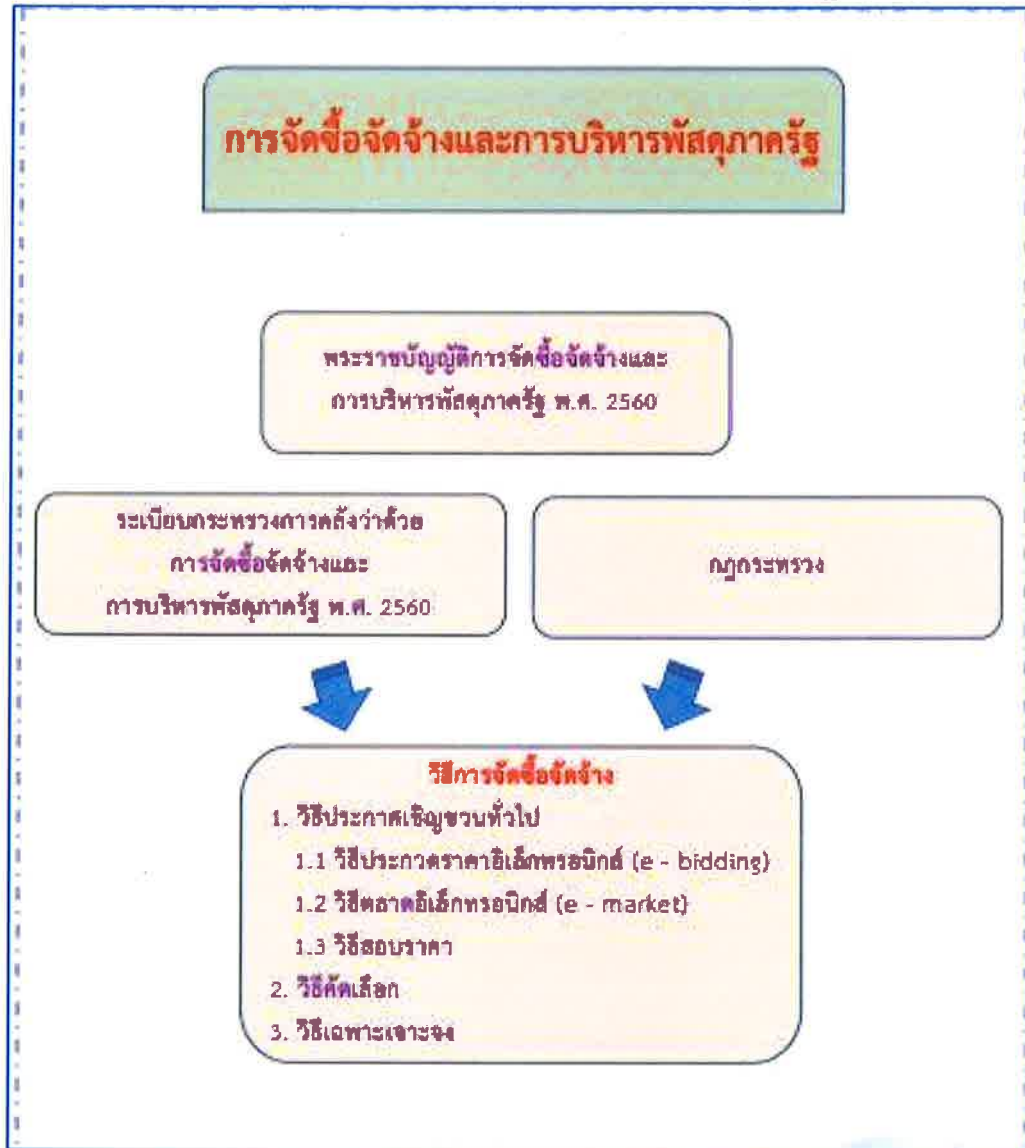 การจัดซื้อจัดจ้างและการบริหารพัสดุภาครัฐ
พระราชบัญญัติการจัดซื้อจัดจ้างและ
การบริหารพัสดุภาครัฐ พ.ศ. 2560
ระเบียบกระทรวงการคลังว่าด้วย
การจัดซื้อจัดจ้างและ
การบริหารพัสดุภาครัฐ พ.ศ. 2560
กฎกระทรวง
วิธีการจัดซื้อจัดจ้าง
1. วิธีประกาศเชิญชวนทั่วไป
1.1 วิธีประกวดราคาอิเล็กทรอนิกส์ (e - bidding)
1.2 วิธีตลาดอิเล็กทรอนิกส์ (e - market)
1.3 วิธีสอบราคา
2. วิธีคัดเลือก
3. วิธีเฉพาะเจาะจง